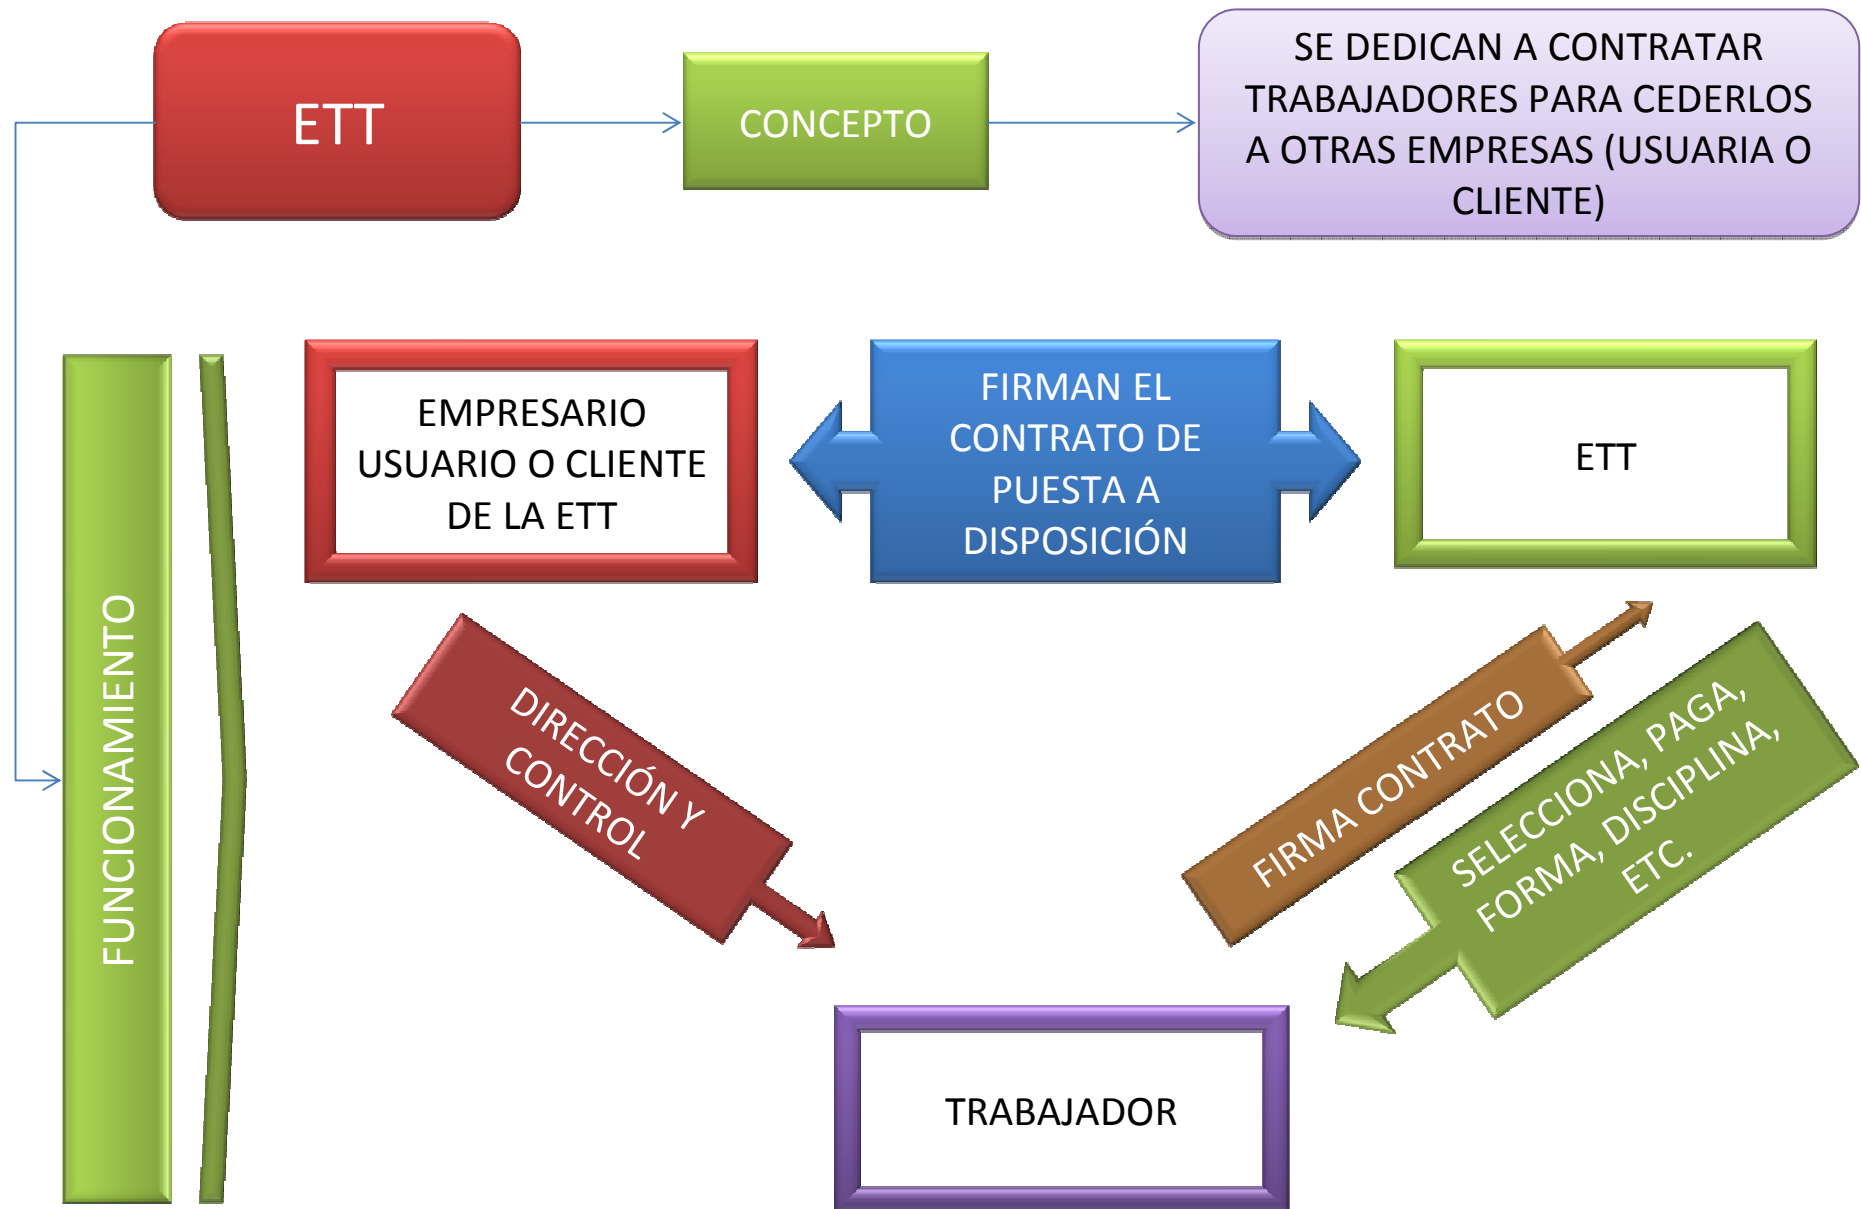 ETT
CONCEPTO
SE DEDICAN A CONTRATAR
TRABAJADORES PARA CEDERLOS
A OTRAS EMPRESAS (USUARIA O
CLIENTE)
FUNCIONAMIENTO
EMPRESARIO
USUARIO O CLIENTE
DE LA ETT
FIRMAN EL
CONTRATO DE
PUESTA A
DISPOSICIÓN
ETT
DIRECCIÓN Y
CONTROL
FIRMA CONTRATO
SELECCIONA, PAGA,
FORMA, DISCIPLINA,
ETC.
TRABAJADOR